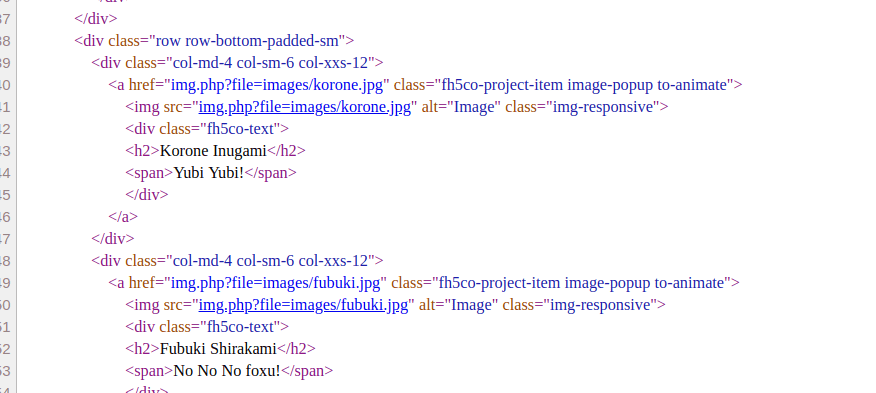 </div>
37 </div>
38 <div class="row row-bottom-padded-sm">
39 <div class="col-md-4 col-sm-6 col-xxs-12">
40 <a href="img.php?file=images/korone.jpg" class="fh5co-project-item image-popup to-animate">
41 <img src="img.php?file=images/korone.jpg" alt="Image" class="img-responsive">
42 <div class="fh5co-text">
43 <h2>Korone Inugami</h2>
44 <span>Yubi Yubi!</span>
45 </div>
46 </a>
47 </div>
48 <div class="col-md-4 col-sm-6 col-xxs-12">
49 <a href="img.php?file=images/fubuki.jpg" class="fh5co-project-item image-popup to-animate">
50 <img src="img.php?file=images/fubuki.jpg" alt="Image" class="img-responsive">
51 <div class="fh5co-text">
52 <h2>Fubuki Shirakami</h2>
53 <span>No No No foxu!</span>
</div>